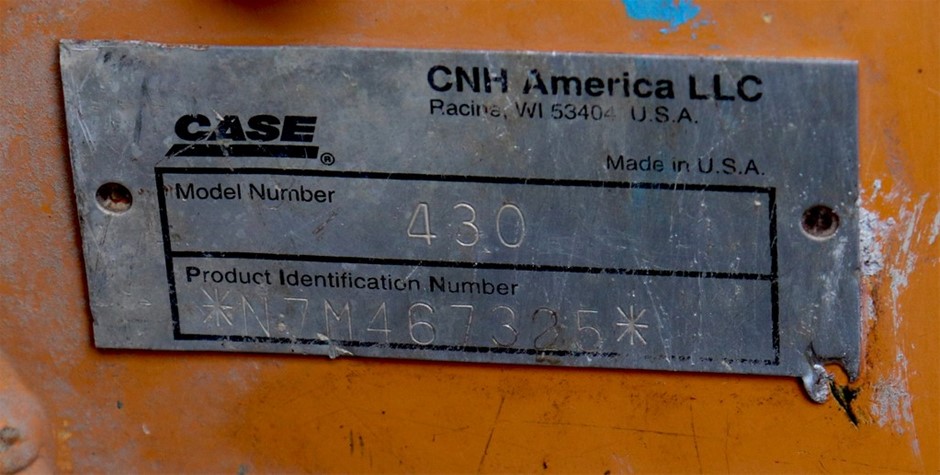 CNH America LLC
Racine, WI 53404 U.S.A.
CASE®
Made in U.S.A.
Model Number
430
Product Identification Number
*N7M467325*